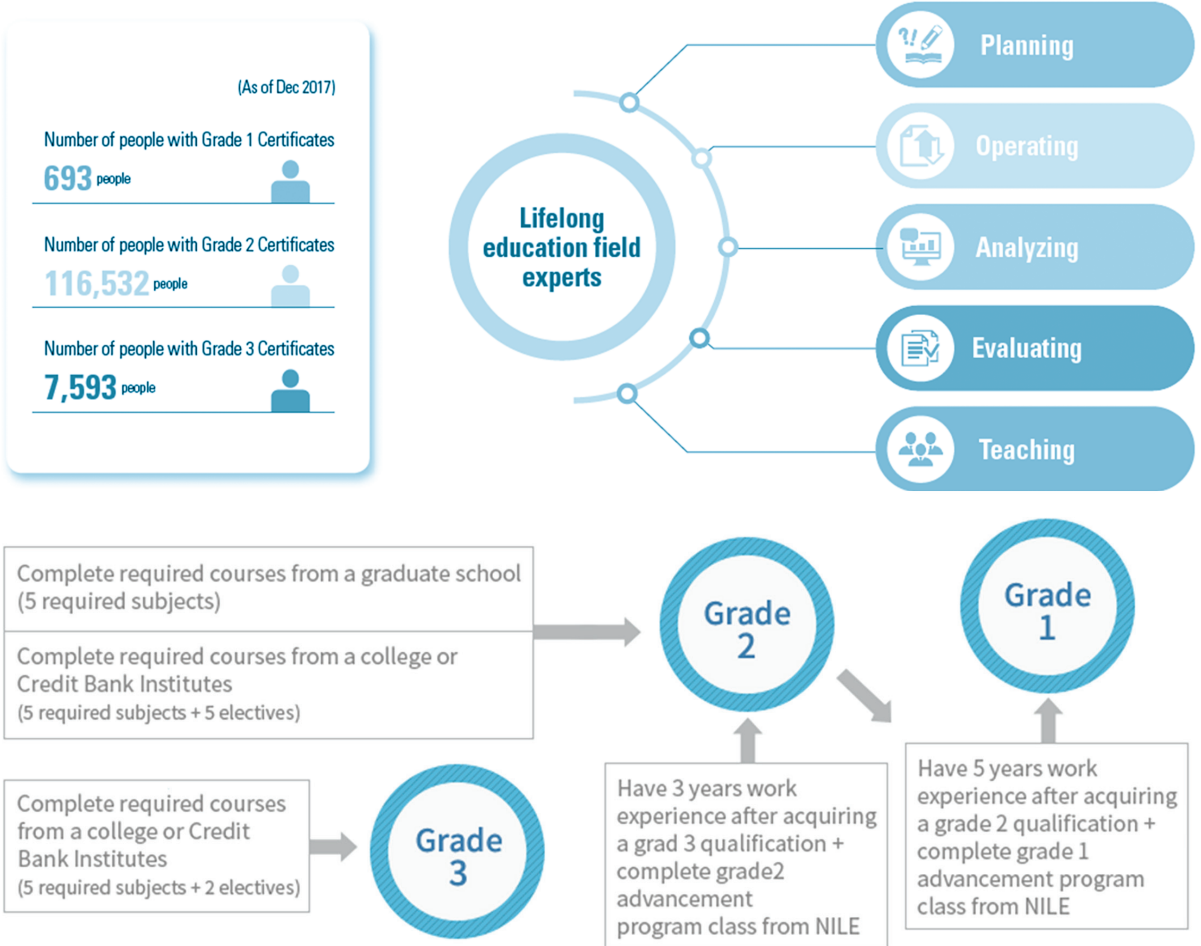 (As of Dec 2017)
Number of people with Grade 1 Certificates
693 people
Number of people with Grade 2 Certificates
116,532 people
Number of people with Grade 3 Certificates
7,593 people
Lifelong
education field
experts
Planning
Operating
Analyzing
Evaluating
Teaching
Complete required courses from a graduate school
(5 required subjects)
Complete required courses from a college or
Credit Bank Institutes
(5 required subjects + 5 electives)
Grade
2
Grade
1
Complete required courses
from a college or Credit
Bank Institutes
(5 required subjects + 2 electives)
Grade
3
Have 3 years work
experience after acquiring
a grad 3 qualification +
complete grade2
advancement
program class from NILE
Have 5 years work
experience after acquiring
a grade 2 qualification +
complete grade 1
advancement program
class from NILE